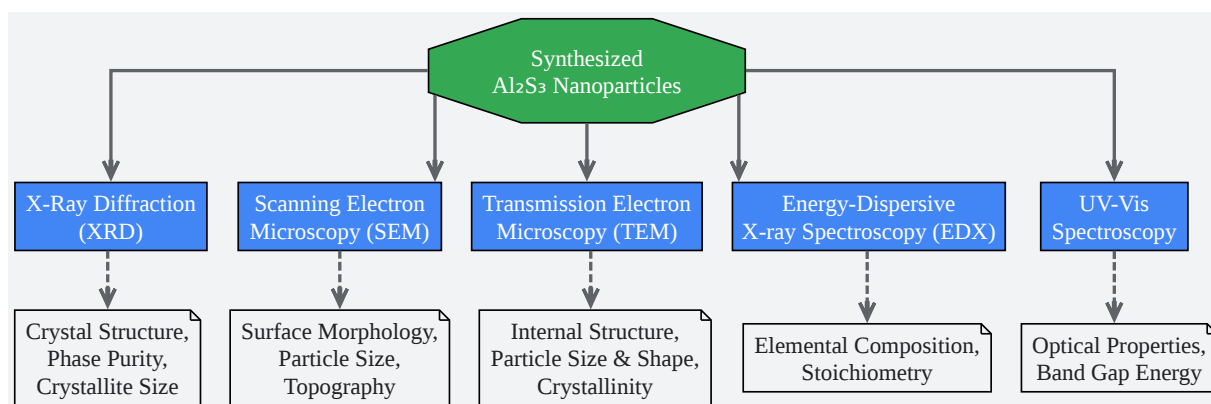 Synthesized
Al₂S₃ Nanoparticles
X-Ray Diffraction
(XRD)
Scanning Electron
Microscopy (SEM)
Transmission Electron
Microscopy (TEM)
Energy-Dispersive
X-ray Spectroscopy (EDX)
UV-Vis
Spectroscopy
Crystal Structure,
Phase Purity,
Crystallite Size
Surface Morphology,
Particle Size,
Topography
Internal Structure,
Particle Size & Shape,
Crystallinity
Elemental Composition,
Stoichiometry
Optical Properties,
Band Gap Energy